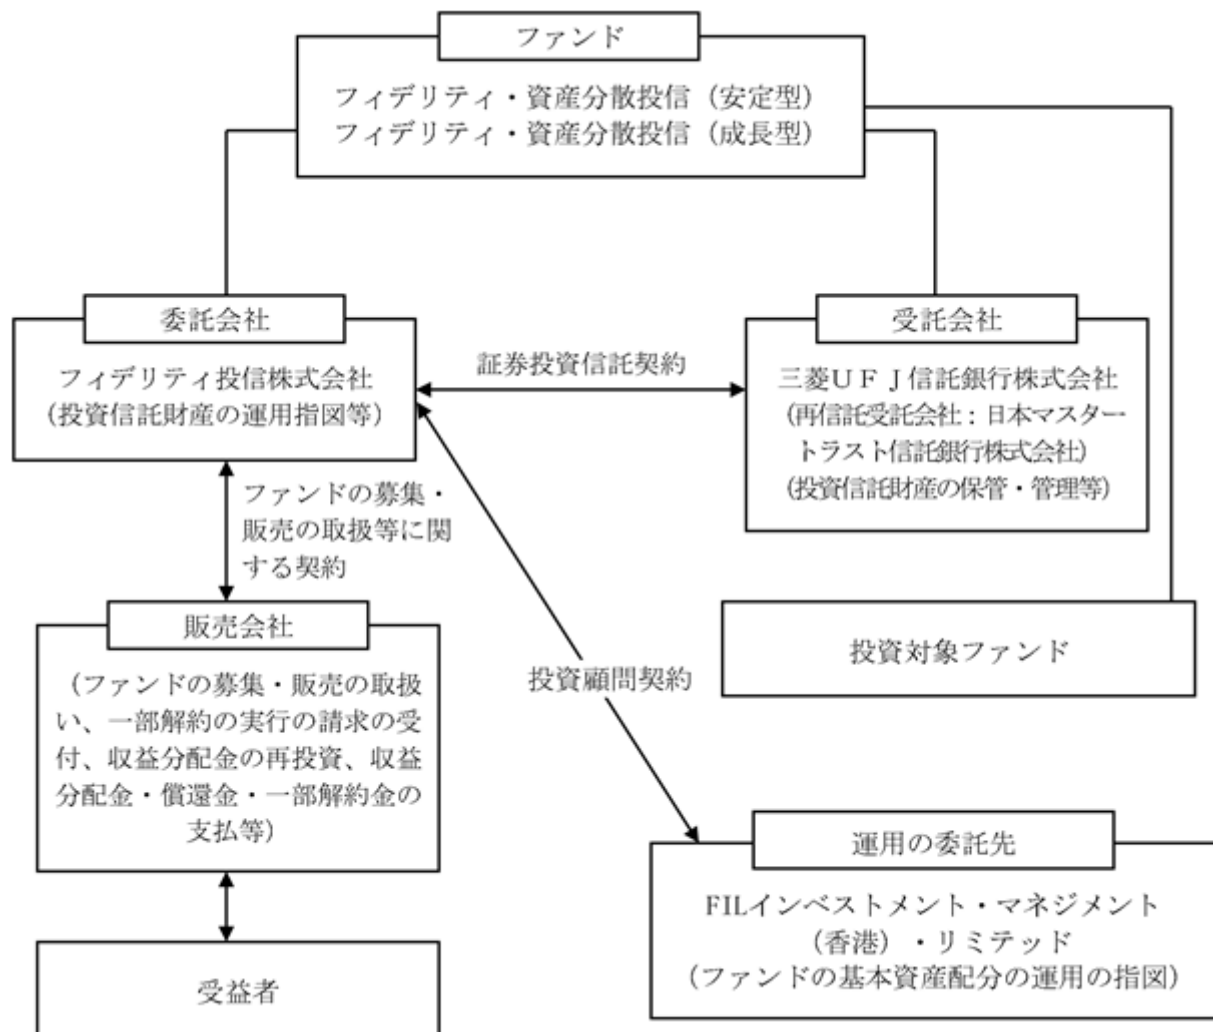 ファンド
フィデリティ・資産分散投信（安定型）
フィデリティ・資産分散投信（成長型）
委託会社
フィデリティ投信株式会社
（投資信託財産の運用指図等）
証券投資信託契約
受託会社
三菱ＵＦＪ信託銀行株式会社
（再信託受託会社：日本マスター
トラスト信託銀行株式会社）
（投資信託財産の保管・管理等）
ファンドの募集・
販売の取扱等に関
する契約
販売会社
（ファンドの募集・販売の取扱
い、一部解約の実行の請求の受
付、収益分配金の再投資、収益
分配金・償還金・一部解約金の
支払等）
投資顧問契約
投資対象ファンド
運用の委託先
FILインベストメント・マネジメント
（香港）・リミテッド
（ファンドの基本資産配分の運用の指図）
受益者